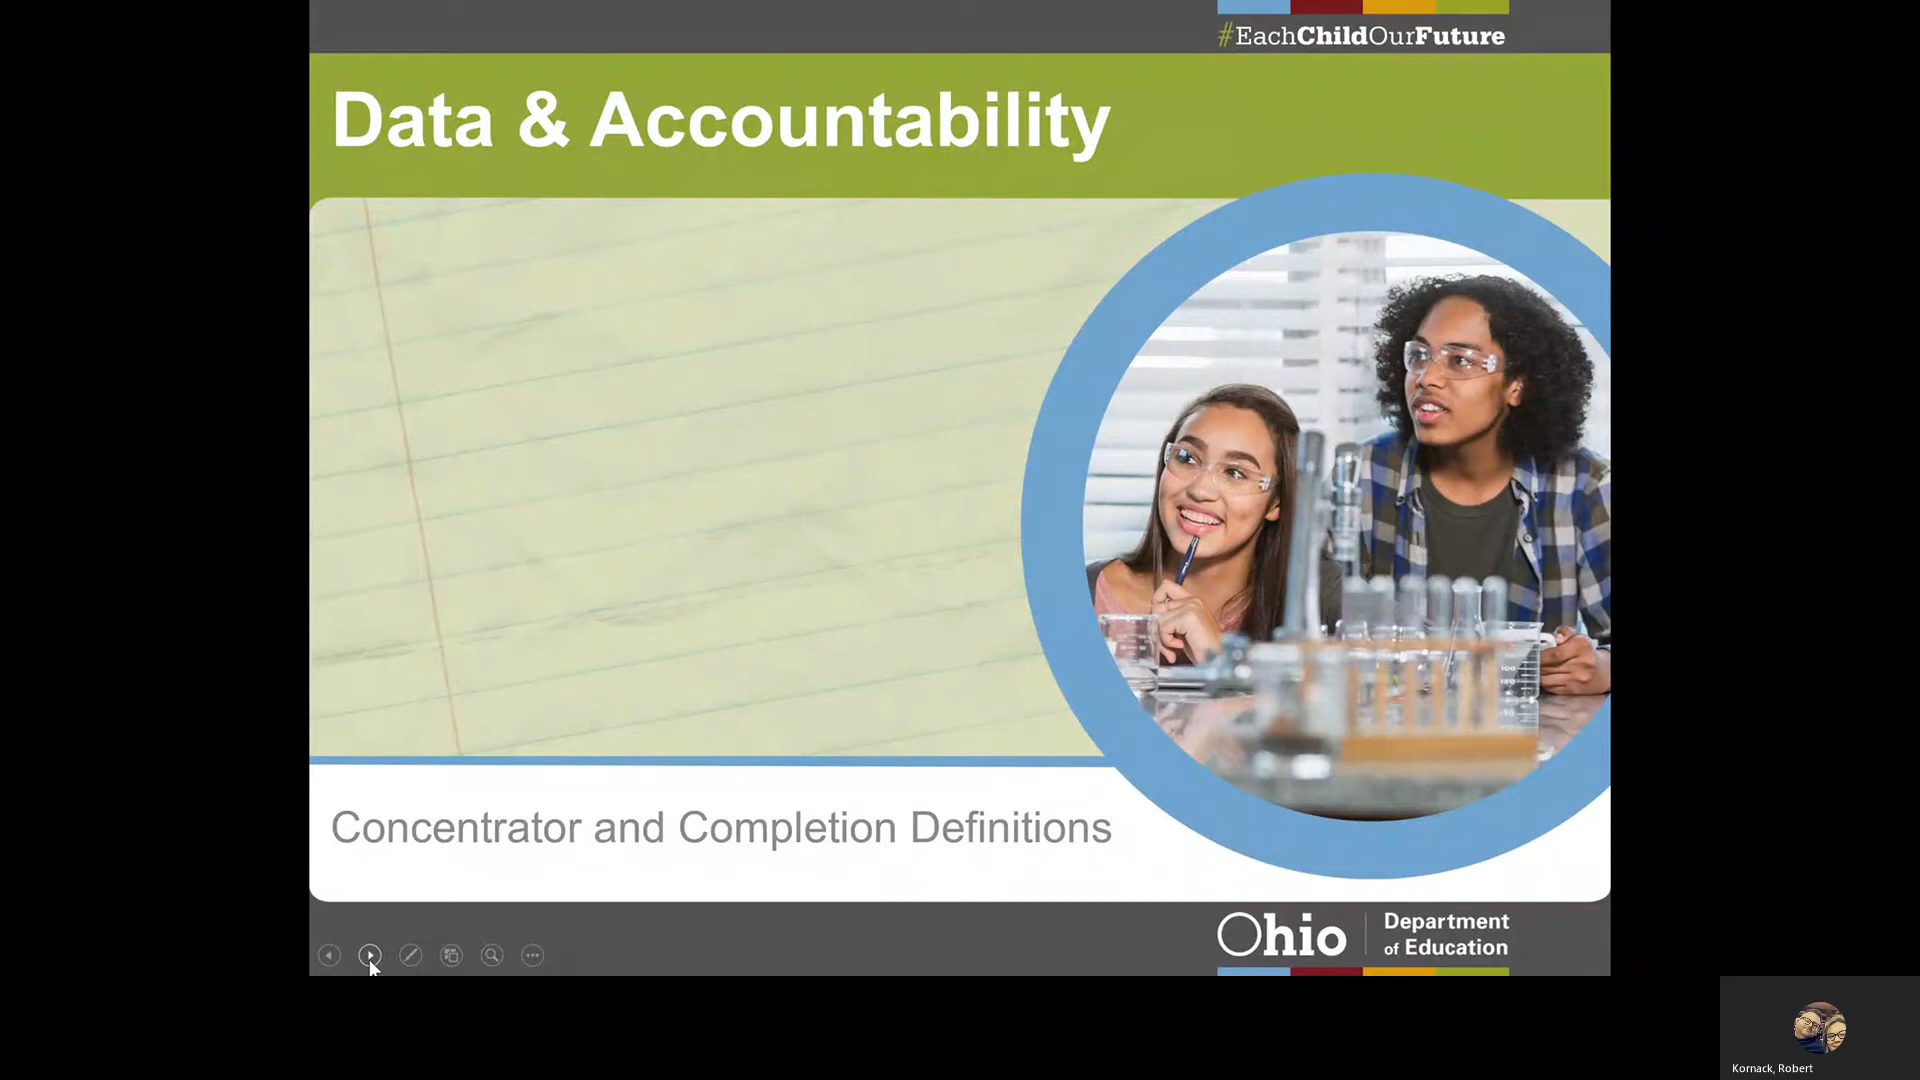 #EachChildOurFuture
Data & Accountability
Concentrator and Completion Definitions
Ohio
Department
of Education
Kornack, Robert